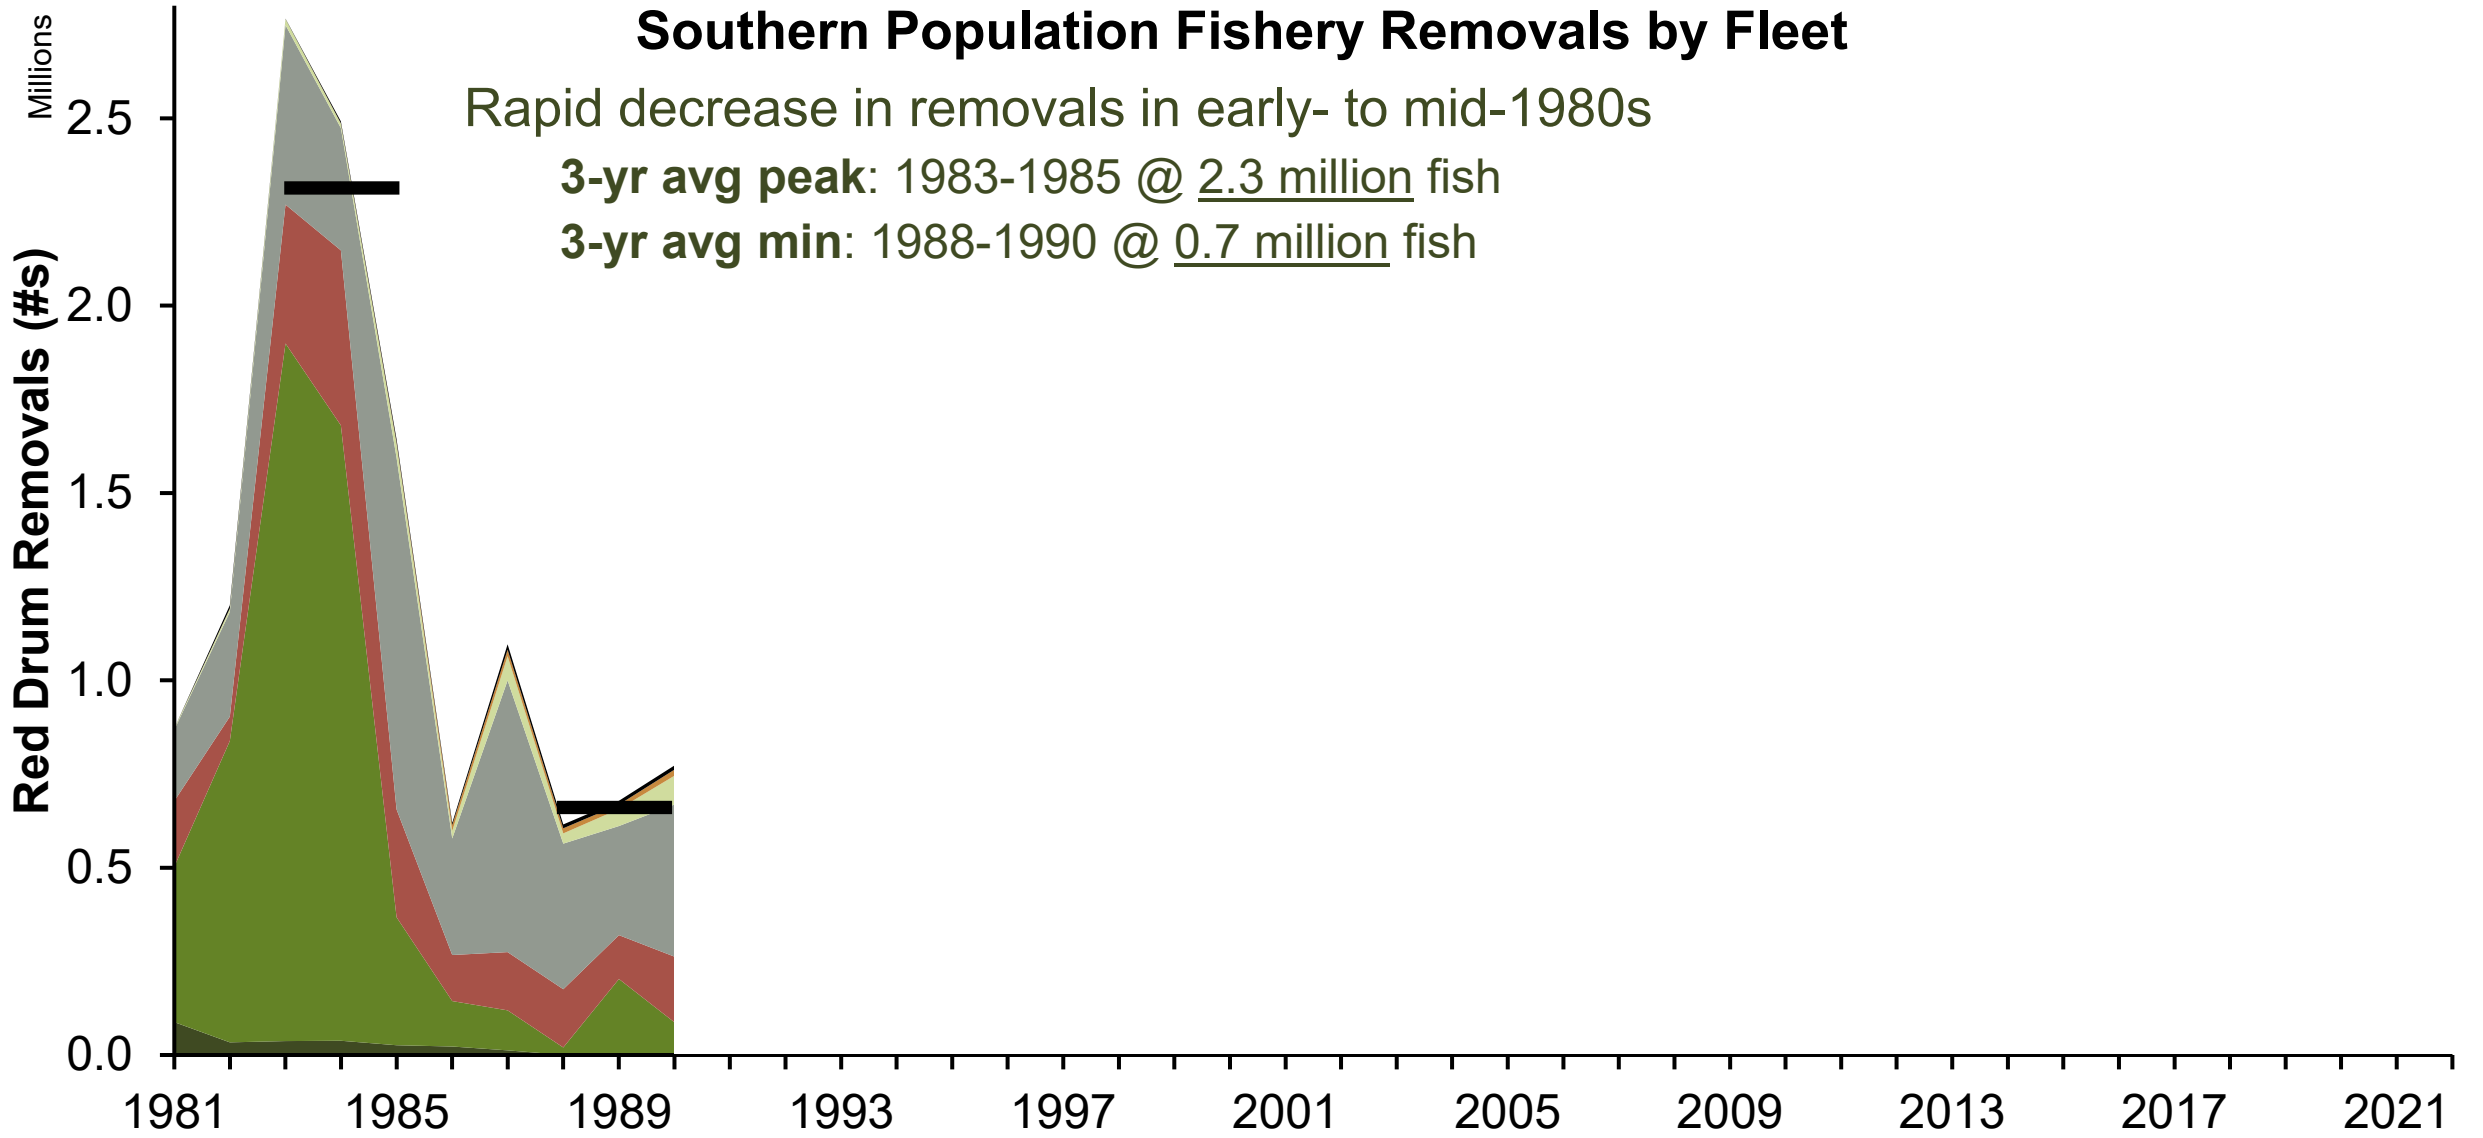 Southern Population Fishery Removals by Fleet
Millions
Rapid decrease in removals in early- to mid-1980s
3-yr avg peak: 1983-1985 @ 2.3 million fish
3-yr avg min: 1988-1990 @ 0.7 million fish
Red Drum Removals (#s)
2.5
2.0
1.5
1.0
0.5
0.0
1981 1985 1989 1993 1997 2001 2005 2009 2013 2017 2021